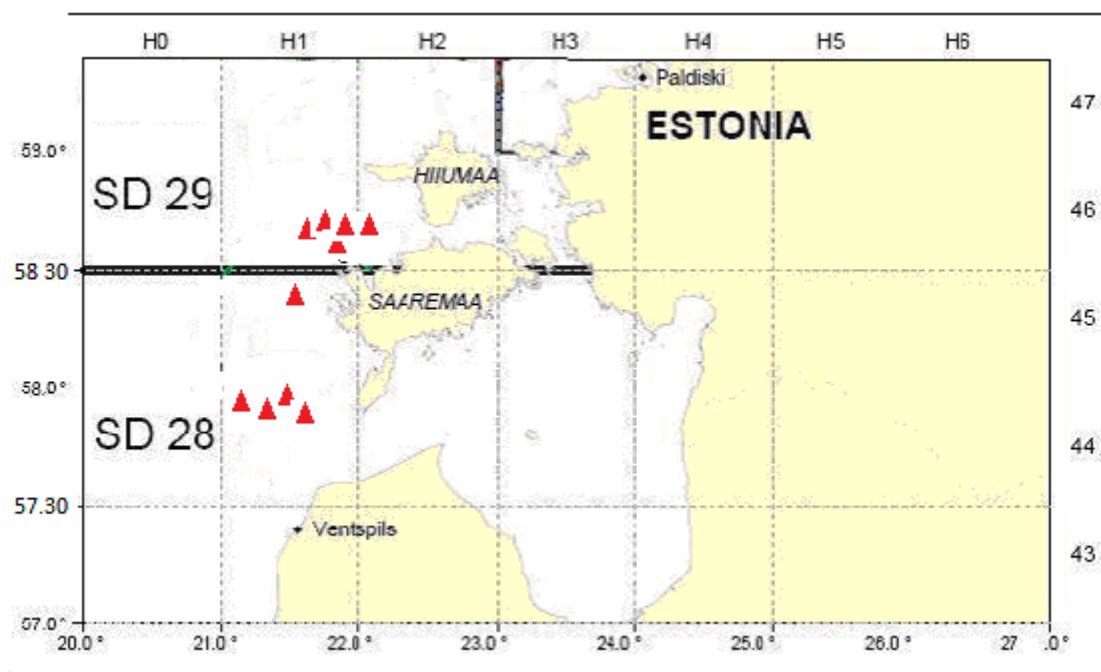 H0 H1 H2 H3 H4 H5 H6
Paldiski
47
ESTONIA
59.0°
HIIUMAA
SD 29
46
58.30
SAAREMAA
45
58.0°
SD 28
44
57.30
Ventspils
43
57.0°
20.0° 21.0° 22.0° 23.0° 24.0° 25.0° 26.0° 27 .0°